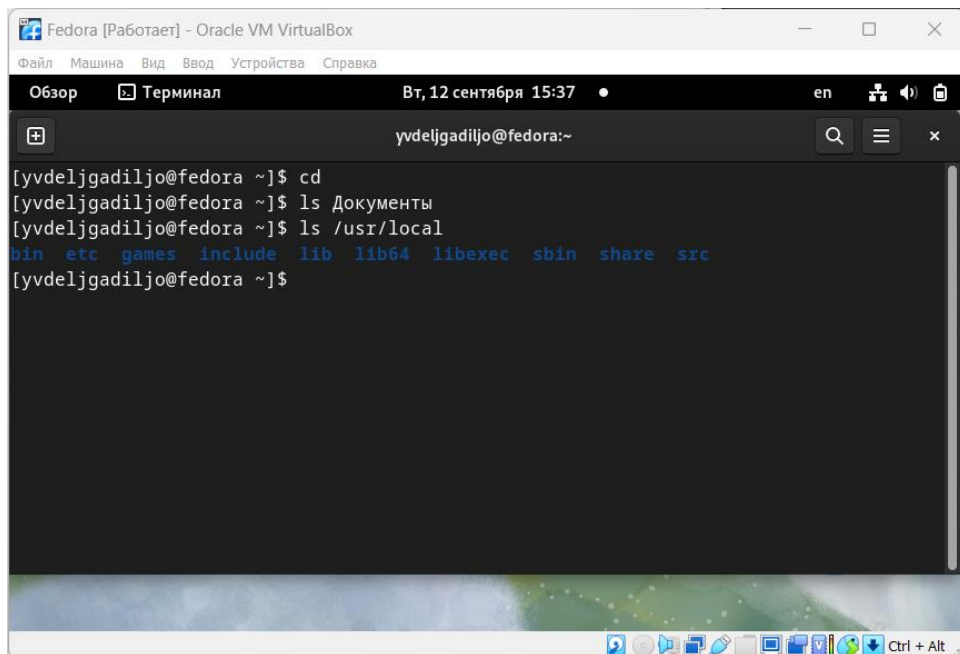 Fedora [Работает] - Oracle VM VirtualBox
Файл Машина Вид Ввод Устройства Справка
Обзор Терминал Вт, 12 сентября 15:37 en
yvdeljgadiljo@fedora:~
[yvdeljgadiljo@fedora ~]$ cd
[yvdeljgadiljo@fedora ~]$ ls Документы
[yvdeljgadiljo@fedora ~]$ ls /usr/local
bin etc games include lib lib64 libexec sbin share src
[yvdeljgadiljo@fedora ~]$
Ctrl + Alt